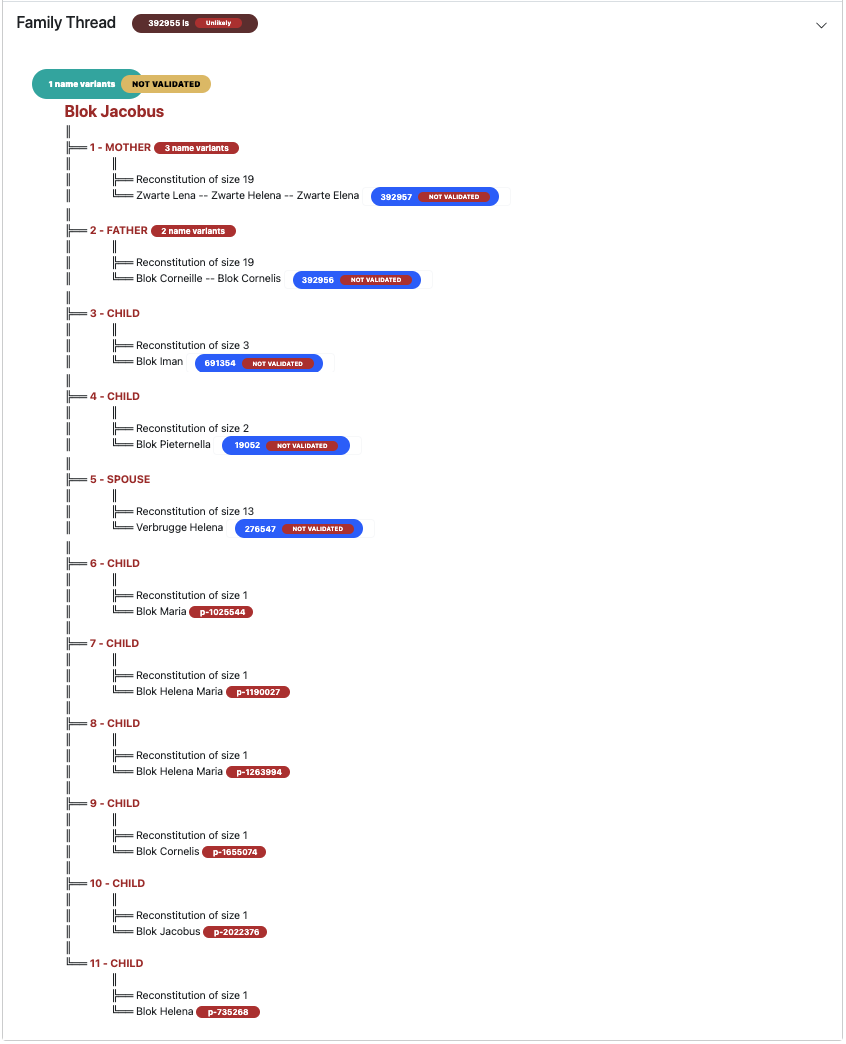 Family Thread 392955 is Unlikely
1 name variants NOT VALIDATED
Blok Jacobus
1 - MOTHER 3 name variants
Reconstitution of size 19
Zwarte Lena -- Zwarte Helena -- Zwarte Elena 392957 NOT VALIDATED
2 - FATHER 2 name variants
Reconstitution of size 19
Blok Corneille -- Blok Cornelis 392956 NOT VALIDATED
3 - CHILD
Reconstitution of size 3
Blok Iman 691354 NOT VALIDATED
4 - CHILD
Reconstitution of size 2
Blok Pieternella 19052 NOT VALIDATED
5 - SPOUSE
Reconstitution of size 13
Verbrugge Helena 276547 NOT VALIDATED
6 - CHILD
Reconstitution of size 1
Blok Maria p-1025544
7 - CHILD
Reconstitution of size 1
Blok Helena Maria p-1190027
8 - CHILD
Reconstitution of size 1
Blok Helena Maria p-1263994
9 - CHILD
Reconstitution of size 1
Blok Cornelis p-1655074
10 - CHILD
Reconstitution of size 1
Blok Jacobus p-2022376
11 - CHILD
Reconstitution of size 1
Blok Helena p-735268